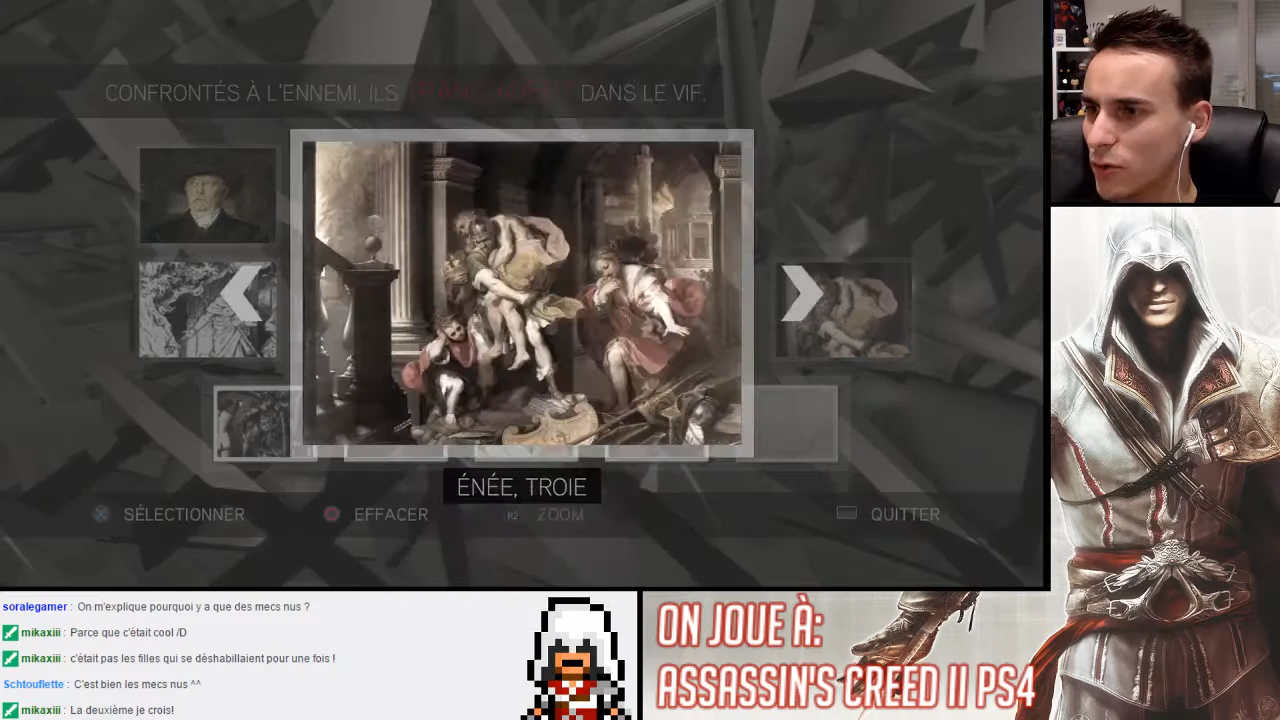 CONFRONTÉS À L'ENNEMI, ILS DANS LE VIF.
ÉNÉE, TROIE
SÉLECTIONNER
EFFACER
R2 ZOOM
QUITTER
soralegamer : On m'explique pourquoi y a que des mecs nus ?
mikaxiii : Parce que c'était cool /D
mikaxiii : c'était pas les filles qui se déshabillaient pour une fois !
Schtouflette : C'est bien les mecs nus ^^
mikaxiii : La deuxième je crois!
ON JOUE À:
ASSASSIN'S CREED II PS4